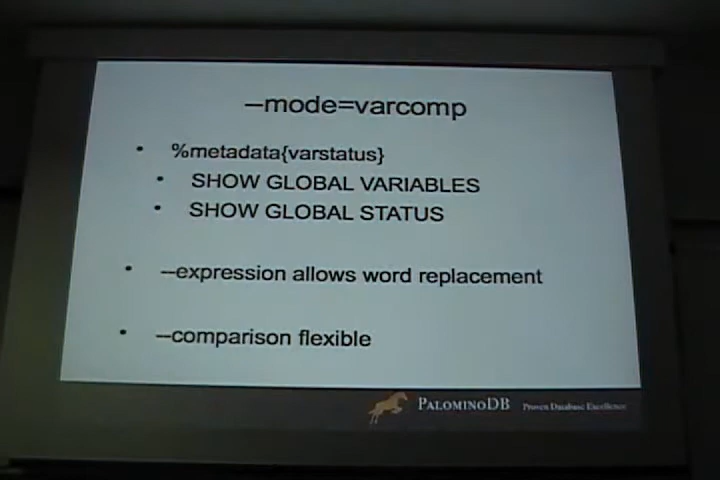 --mode=varcomp
• %metadata{varstatus}
• SHOW GLOBAL VARIABLES
• SHOW GLOBAL STATUS
• --expression allows word replacement
• --comparison flexible
PALOMINODB Proven Database Excellence